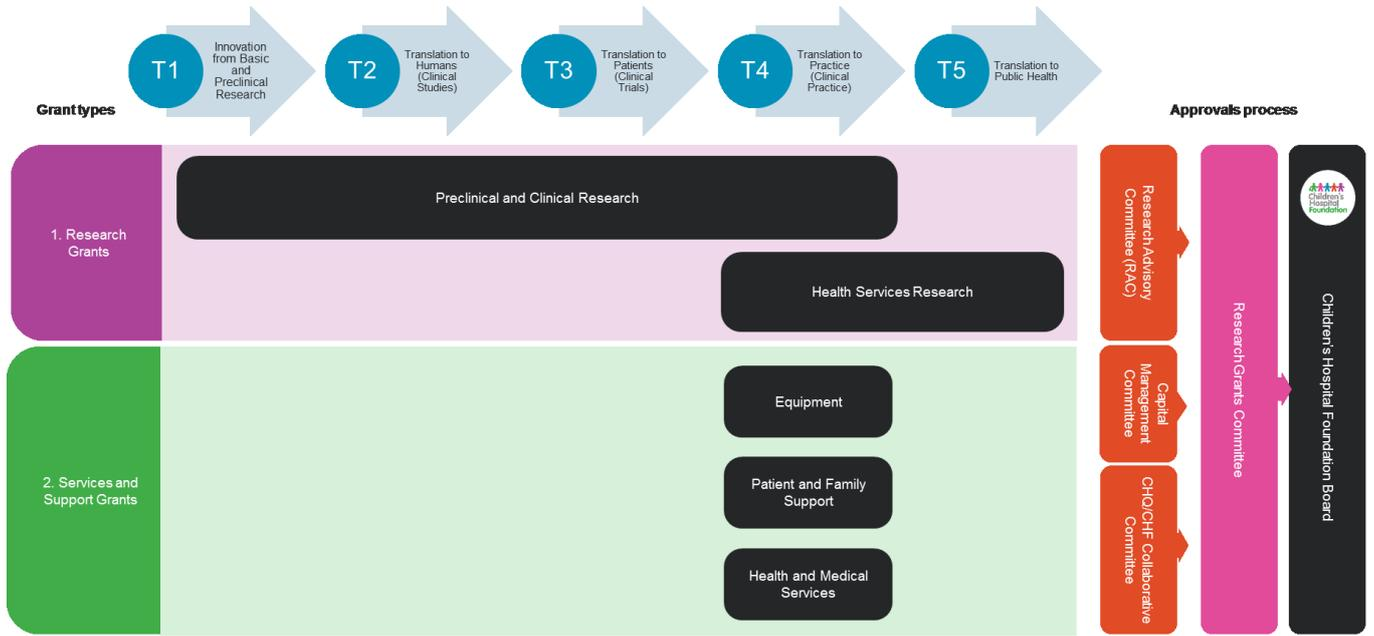 T1
Innovation
from Basic
and
Preclinical
Research
T2
Translation to
Humans
(Clinical
Studies)
T3
Translation to
Patients
(Clinical
Trials)
T4
Translation to
Practice
(Clinical
Practice)
T5
Translation to
Public Health
Grant types
Approvals process
1. Research
Grants
Preclinical and Clinical Research
Health Services Research
2. Services and
Support Grants
Equipment
Patient and Family
Support
Health and Medical
Services
Research Advisory
Committee (RAC)
Capital
Management
Committee
CHQ/CHF Collaborative
Committee
Research Grants Committee
Children's
Hospital
Foundation
Children's Hospital Foundation Board